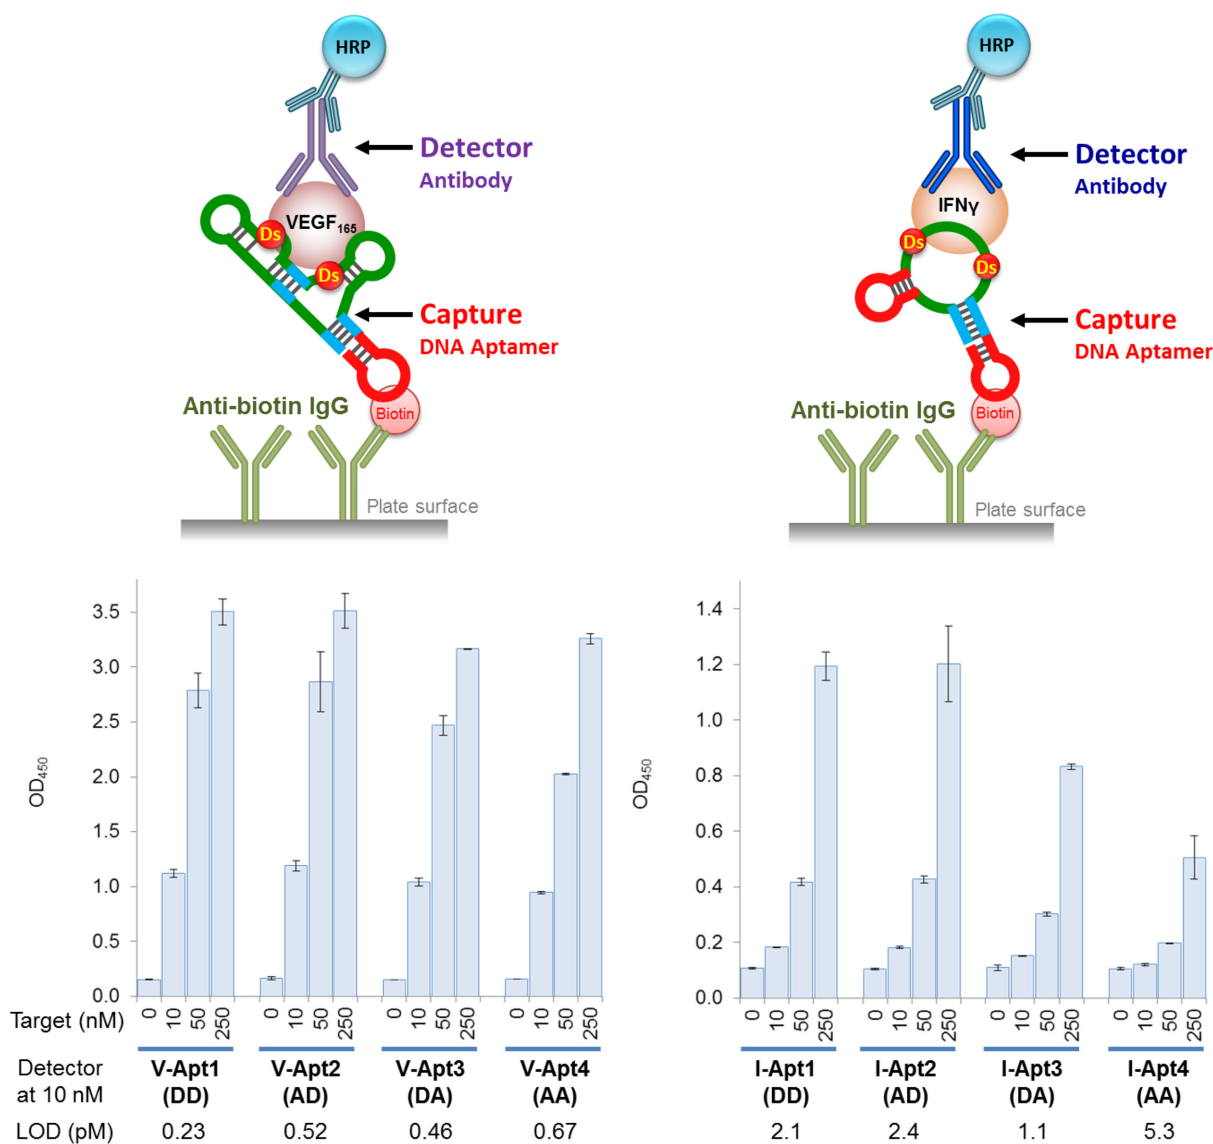 HRP
Detector
Antibody
VEGF165
Ds
Ds
Capture
DNA Aptamer
Anti-biotin IgG
Biotin
Plate surface
HRP
Detector
Antibody
IFNγ
Ds
Ds
Capture
DNA Aptamer
Anti-biotin IgG
Biotin
Plate surface
OD450
3.5
3.0
2.5
2.0
1.5
1.0
0.5
0.0
OD450
1.4
1.2
1.0
0.8
0.6
0.4
0.2
0.0
Target (nM) 0 10 50 250 0 10 50 250 0 10 50 250 0 10 50 250 0 10 50 250 0 10 50 250 0 10 50 250 0 10 50 250
Detector V-Apt1 V-Apt2 V-Apt3 V-Apt4 I-Apt1 I-Apt2 I-Apt3 I-Apt4
at 10 nM (DD) (AD) (DA) (AA) (DD) (AD) (DA) (AA)
LOD (pM) 0.23 0.52 0.46 0.67 2.1 2.4 1.1 5.3